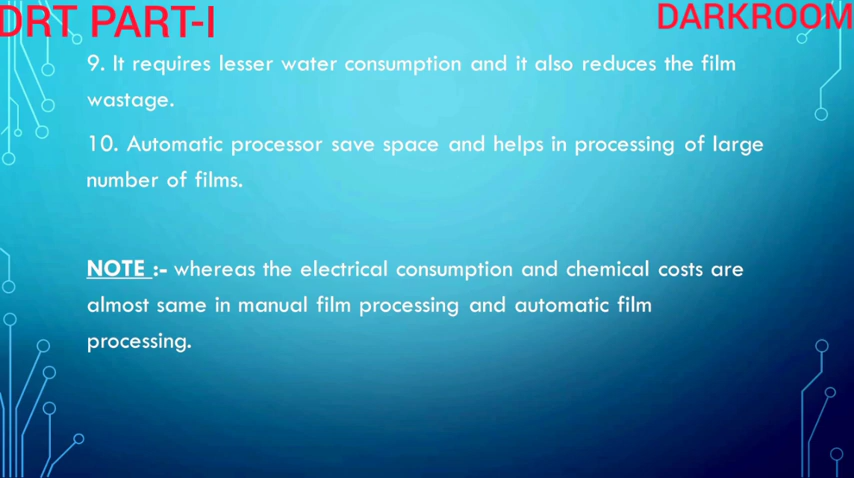 DRT PART-I
DARKROOM
9. It requires lesser water consumption and it also reduces the film
wastage.
10. Automatic processor save space and helps in processing of large
number of films.
NOTE :- whereas the electrical consumption and chemical costs are
almost same in manual film processing and automatic film
processing.